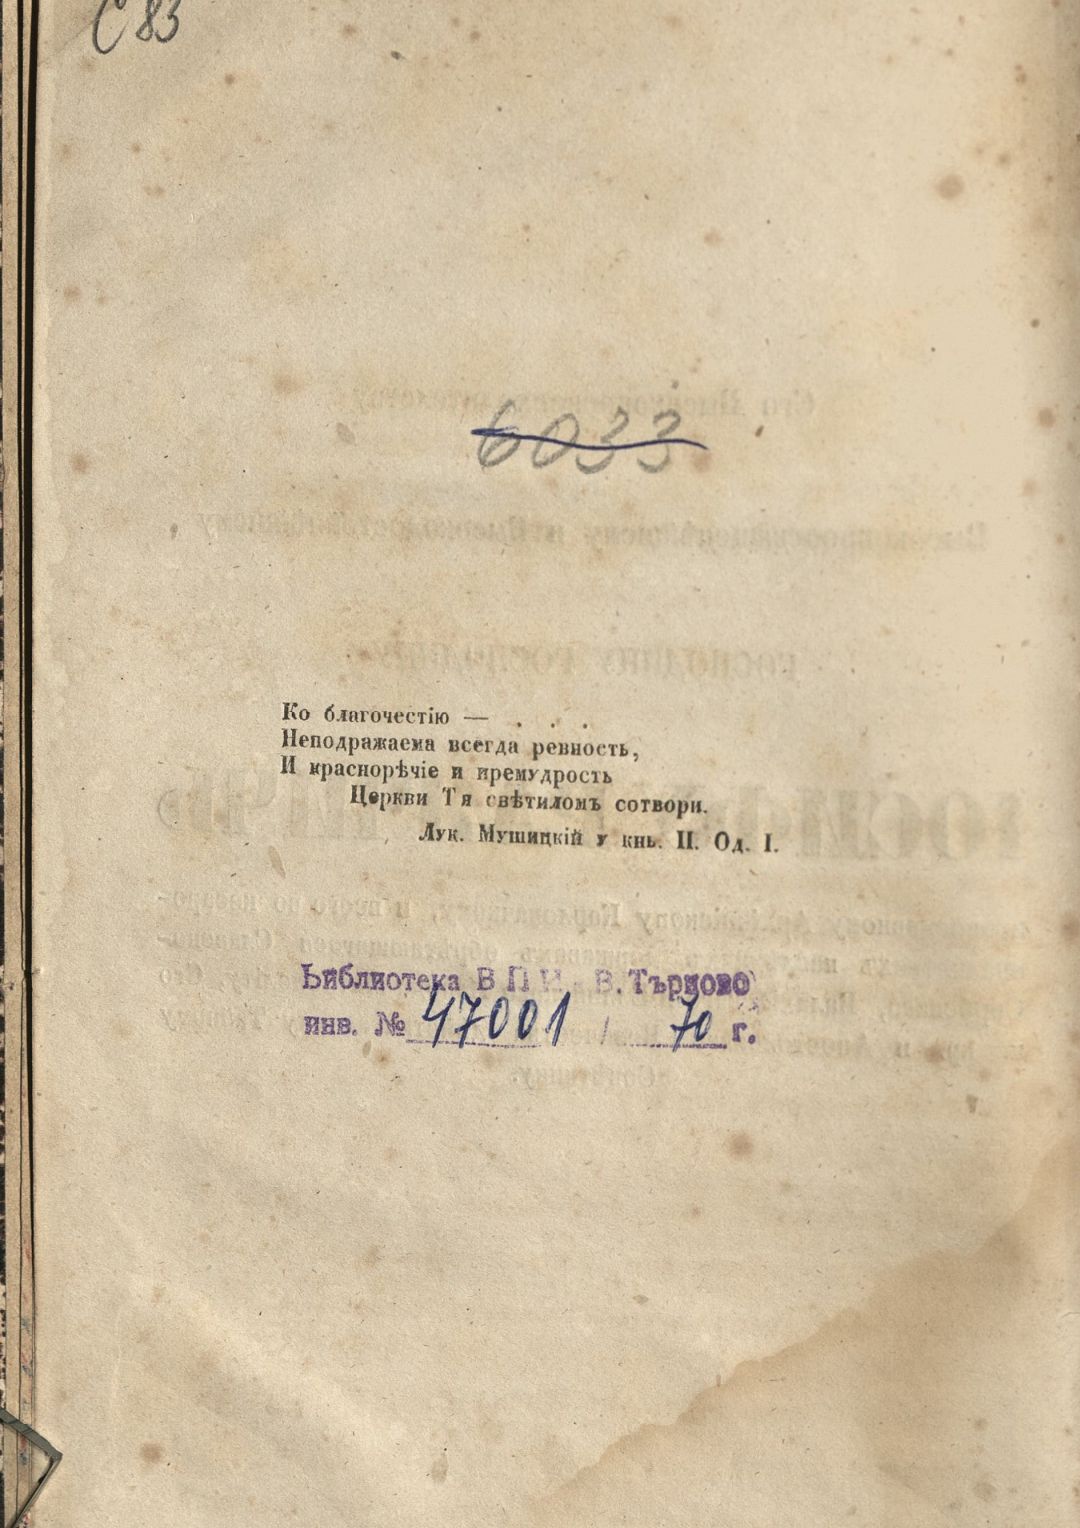 С 83
6033
Ко благочестію — . . .
Неподражаема всегда ревность,
И краснорѣчіе и премудрость
Церкви Тя свѣтиломъ сотвори.
Лук. Мушицкій у кнь. II. Од. I.
Библиотека В П И . В. Търново
инв. № 47001 / 70 г.